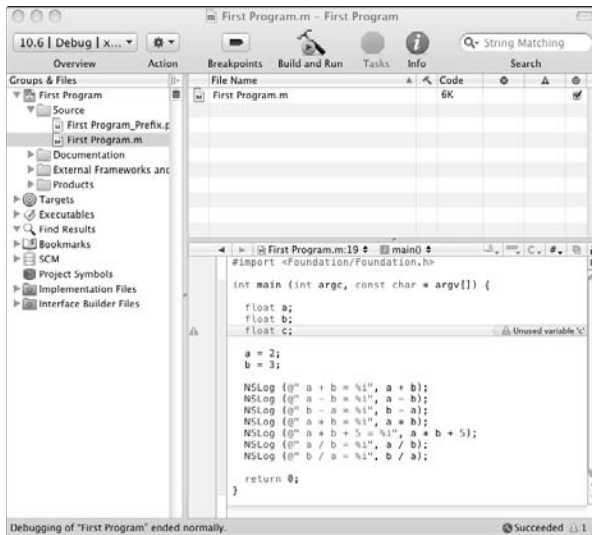 First Program.m – First Program
10.6 | Debug | x...
String Matching
Overview
Action
Breakpoints
Build and Run
Tasks
Info
Search
Groups & Files
First Program
Source
First Program_Prefix.p
First Program.m
Documentation
External Frameworks and
Products
Targets
Executables
Find Results
Bookmarks
SCM
Project Symbols
Implementation Files
Interface Builder Files
File Name
Code
First Program.m
6K
First Program.m:19
main()
C
#
#import <Foundation/Foundation.h>
int main (int argc, const char * argv[]) {
float a;
float b;
float c;
Unused variable 'c'
a = 2;
b = 3;
NSLog (@" a + b = %i", a + b);
NSLog (@" a - b = %i", a - b);
NSLog (@" b - a = %i", b - a);
NSLog (@" a * b = %i", a * b);
NSLog (@" a * b + 5 = %i", a * b + 5);
NSLog (@" a / b = %i", a / b);
NSLog (@" b / a = %i", b / a);
return 0;
}
Debugging of "First Program" ended normally.
Succeeded
1